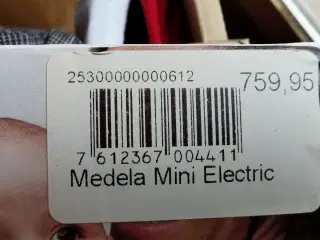 25300000000612 759,95
7 612367 004411
Medela Mini Electric